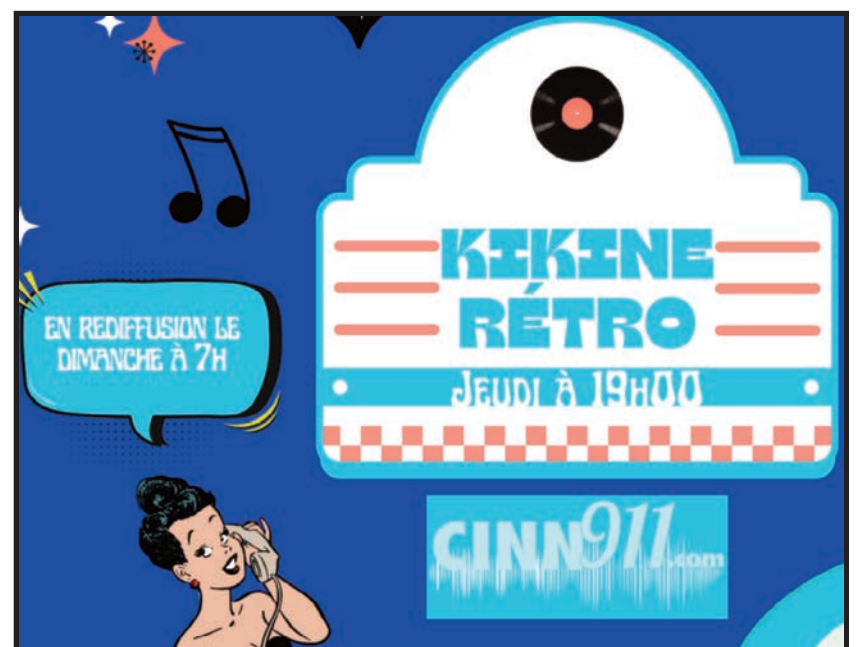 KIKINE
RÉTRO
JEUDI À 19H00
EN REDIFFUSION LE
DIMANCHE À 7H
CINN911.com